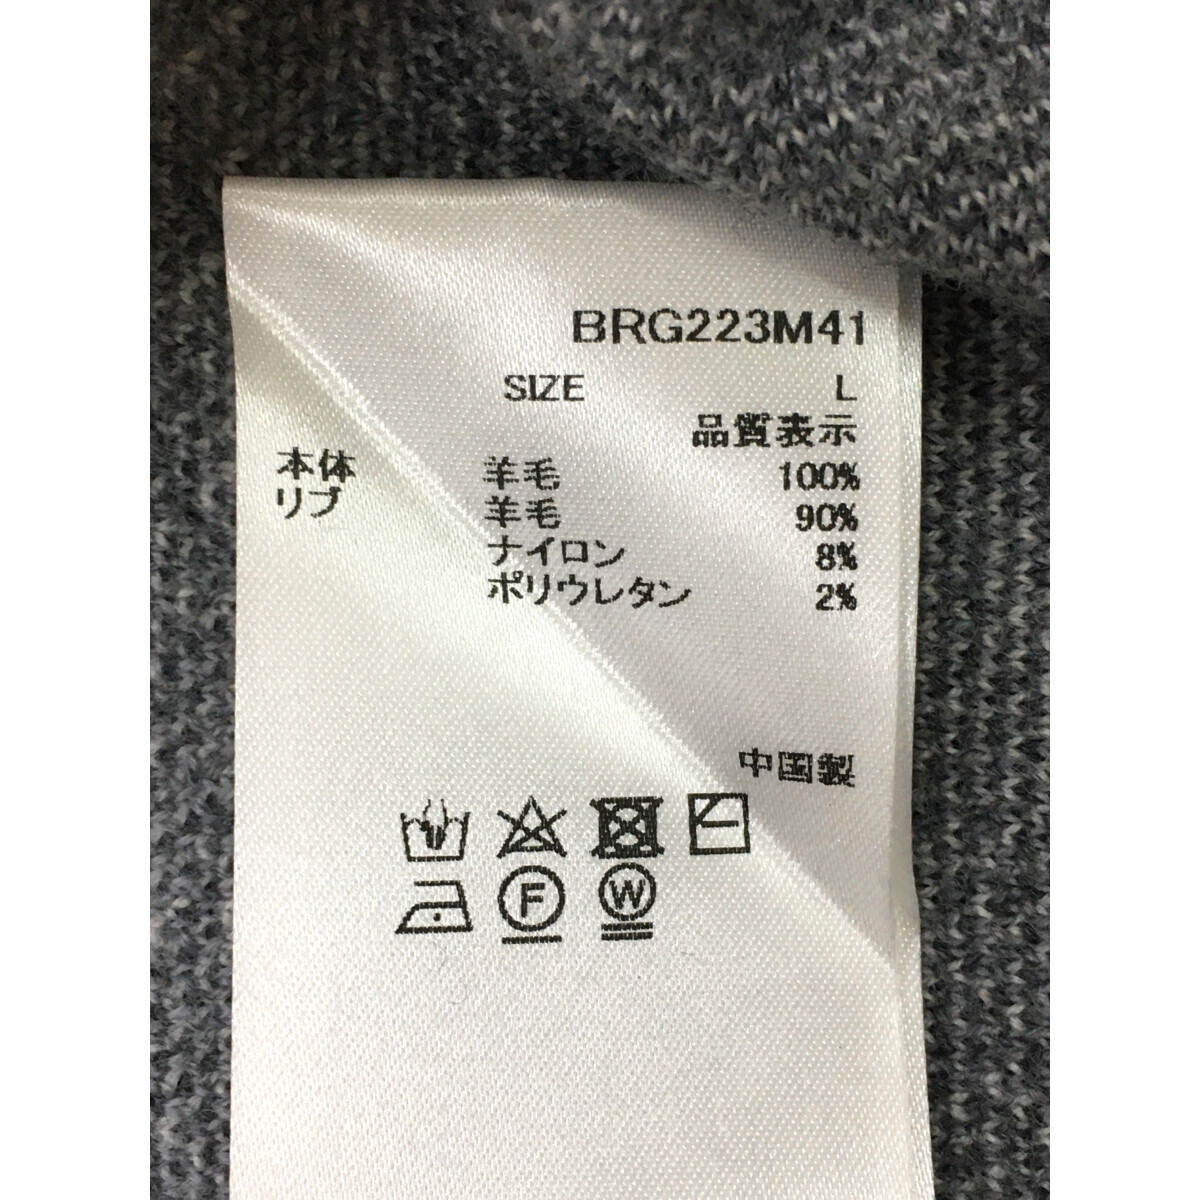 BRG223M41
SIZE L
品質表示
本体 羊毛 100%
リブ 羊毛 90%
ナイロン 8%
ポリウレタン 2%
中国製
F W